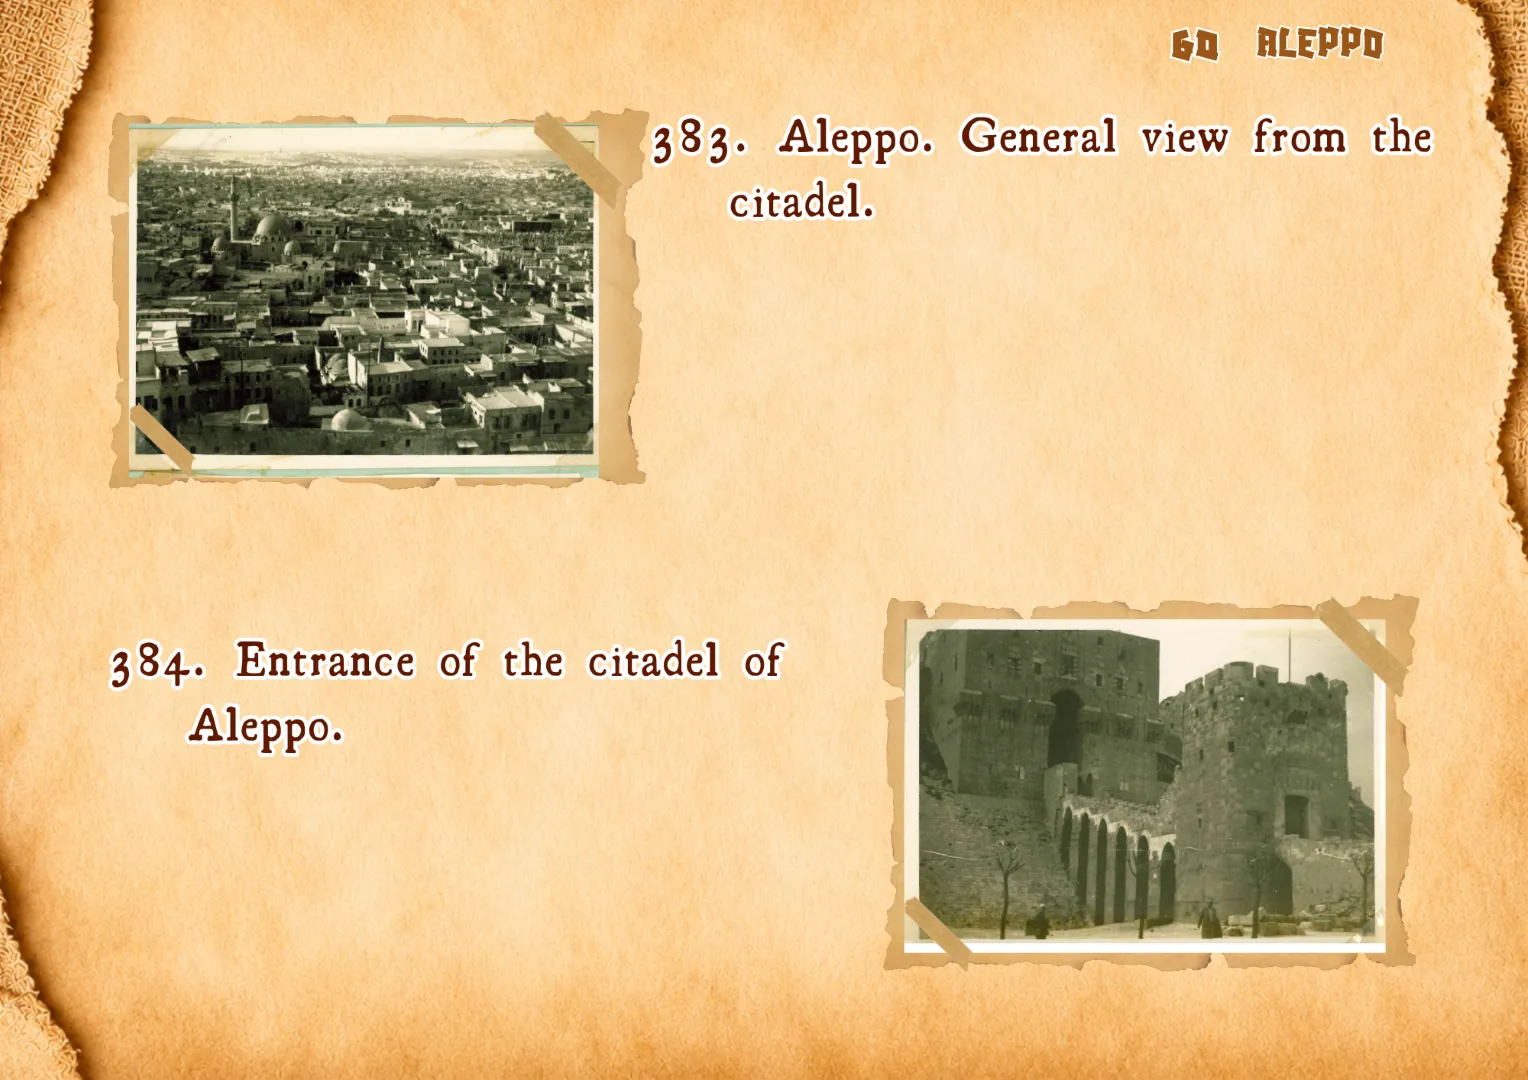 60 ALEPPO
383. Aleppo. General view from the
citadel.
384. Entrance of the citadel of
Aleppo.